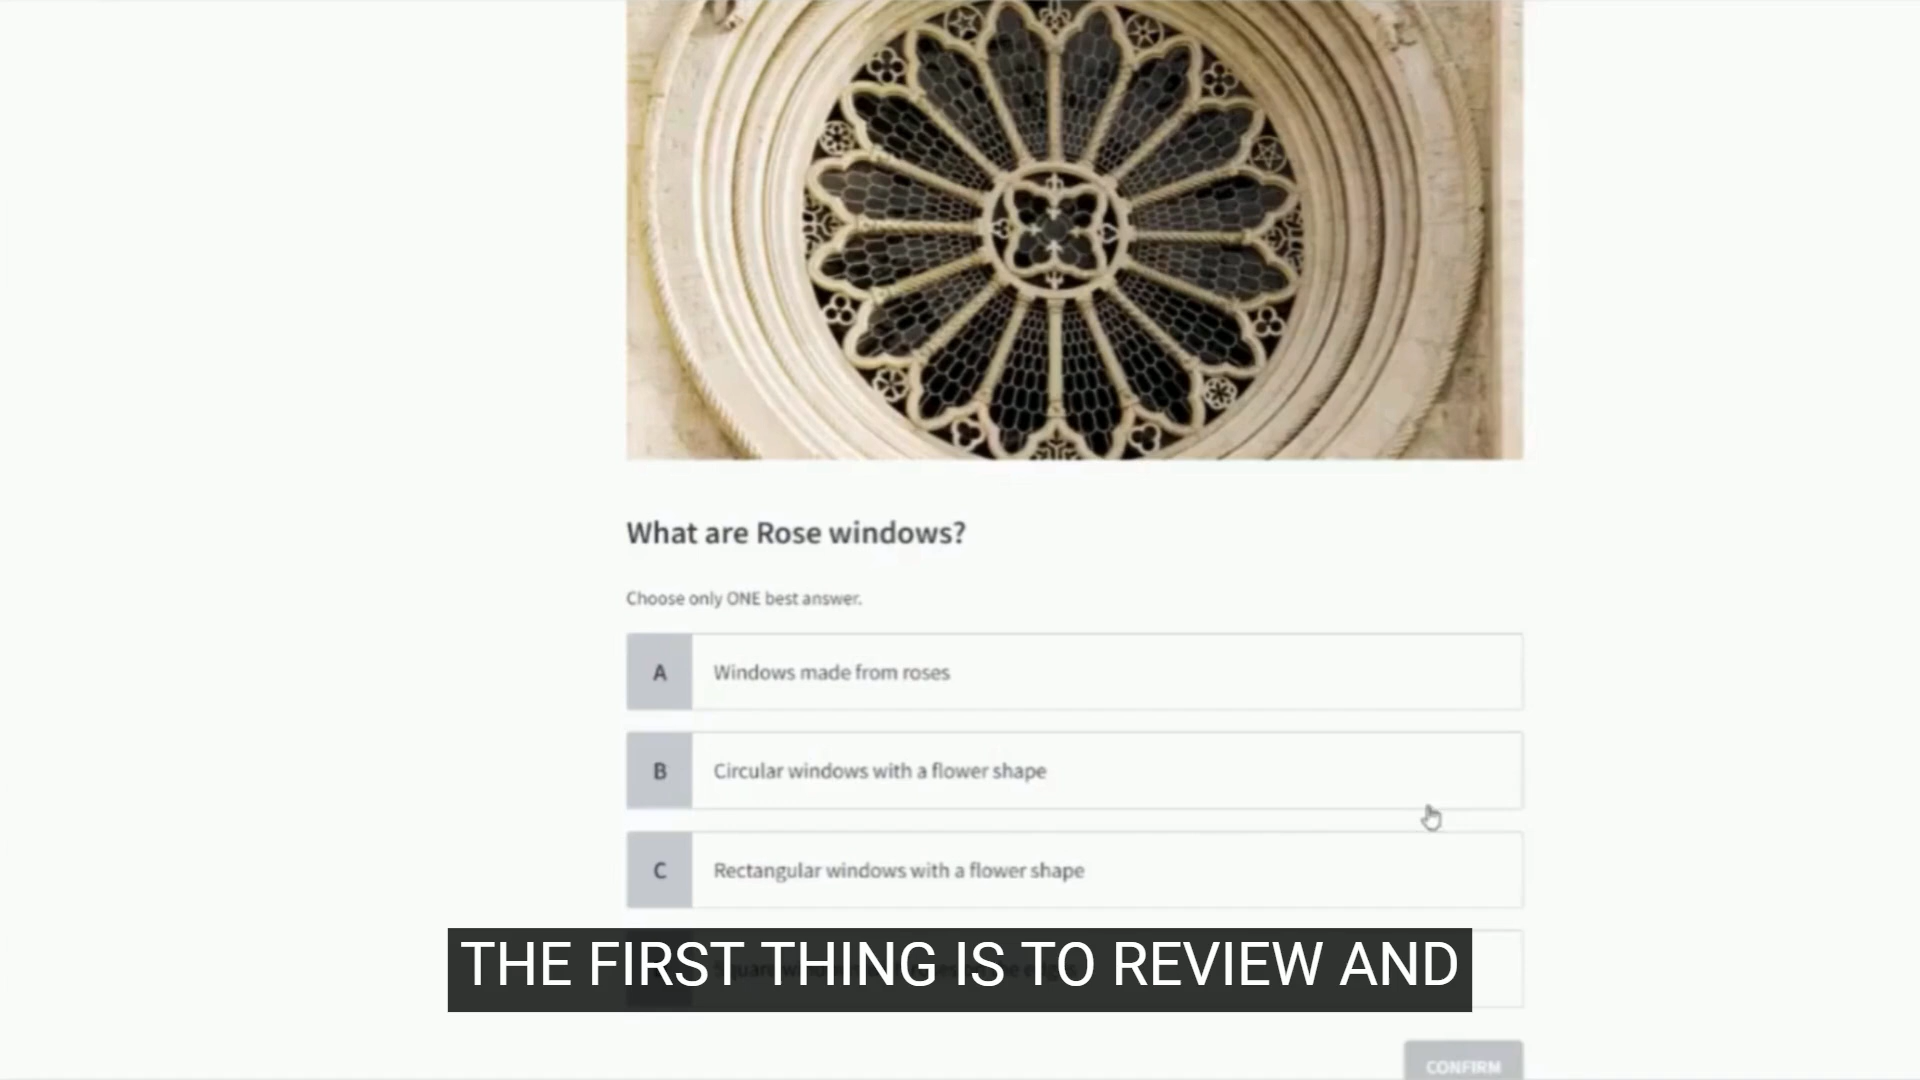 What are Rose windows?
Choose only ONE best answer.
A Windows made from roses
B Circular windows with a flower shape
C Rectangular windows with a flower shape
THE FIRST THING IS TO REVIEW AND
CONFIRM